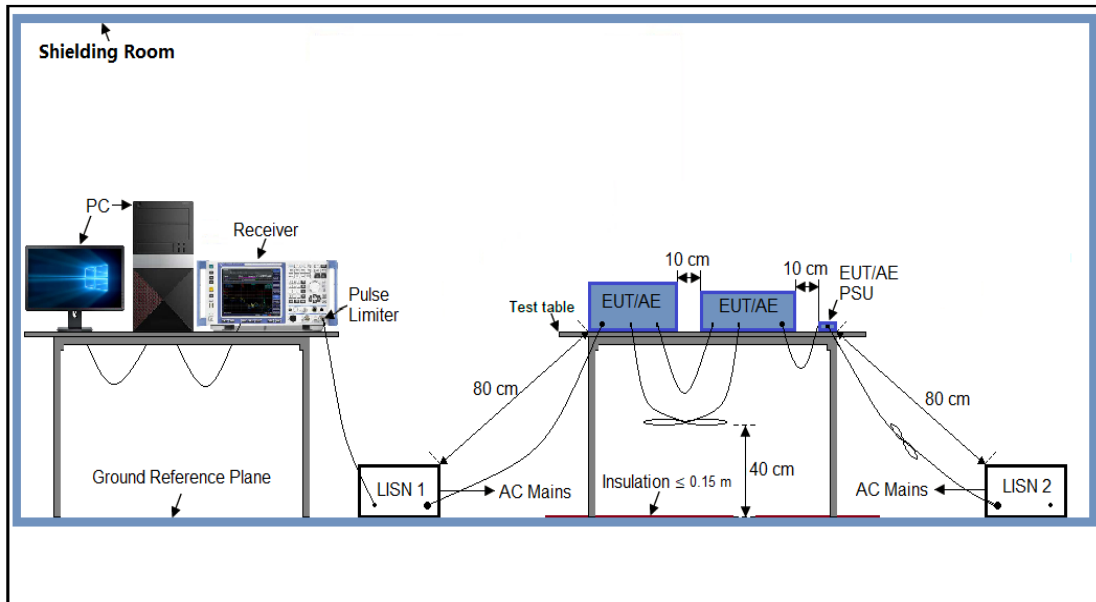 Shielding Room
PC
Receiver
Pulse
Limiter
10 cm
10 cm
EUT/AE
PSU
EUT/AE
EUT/AE
Test table
80 cm
80 cm
40 cm
Ground Reference Plane
LISN 1
AC Mains
Insulation ≤ 0.15 m
AC Mains
LISN 2